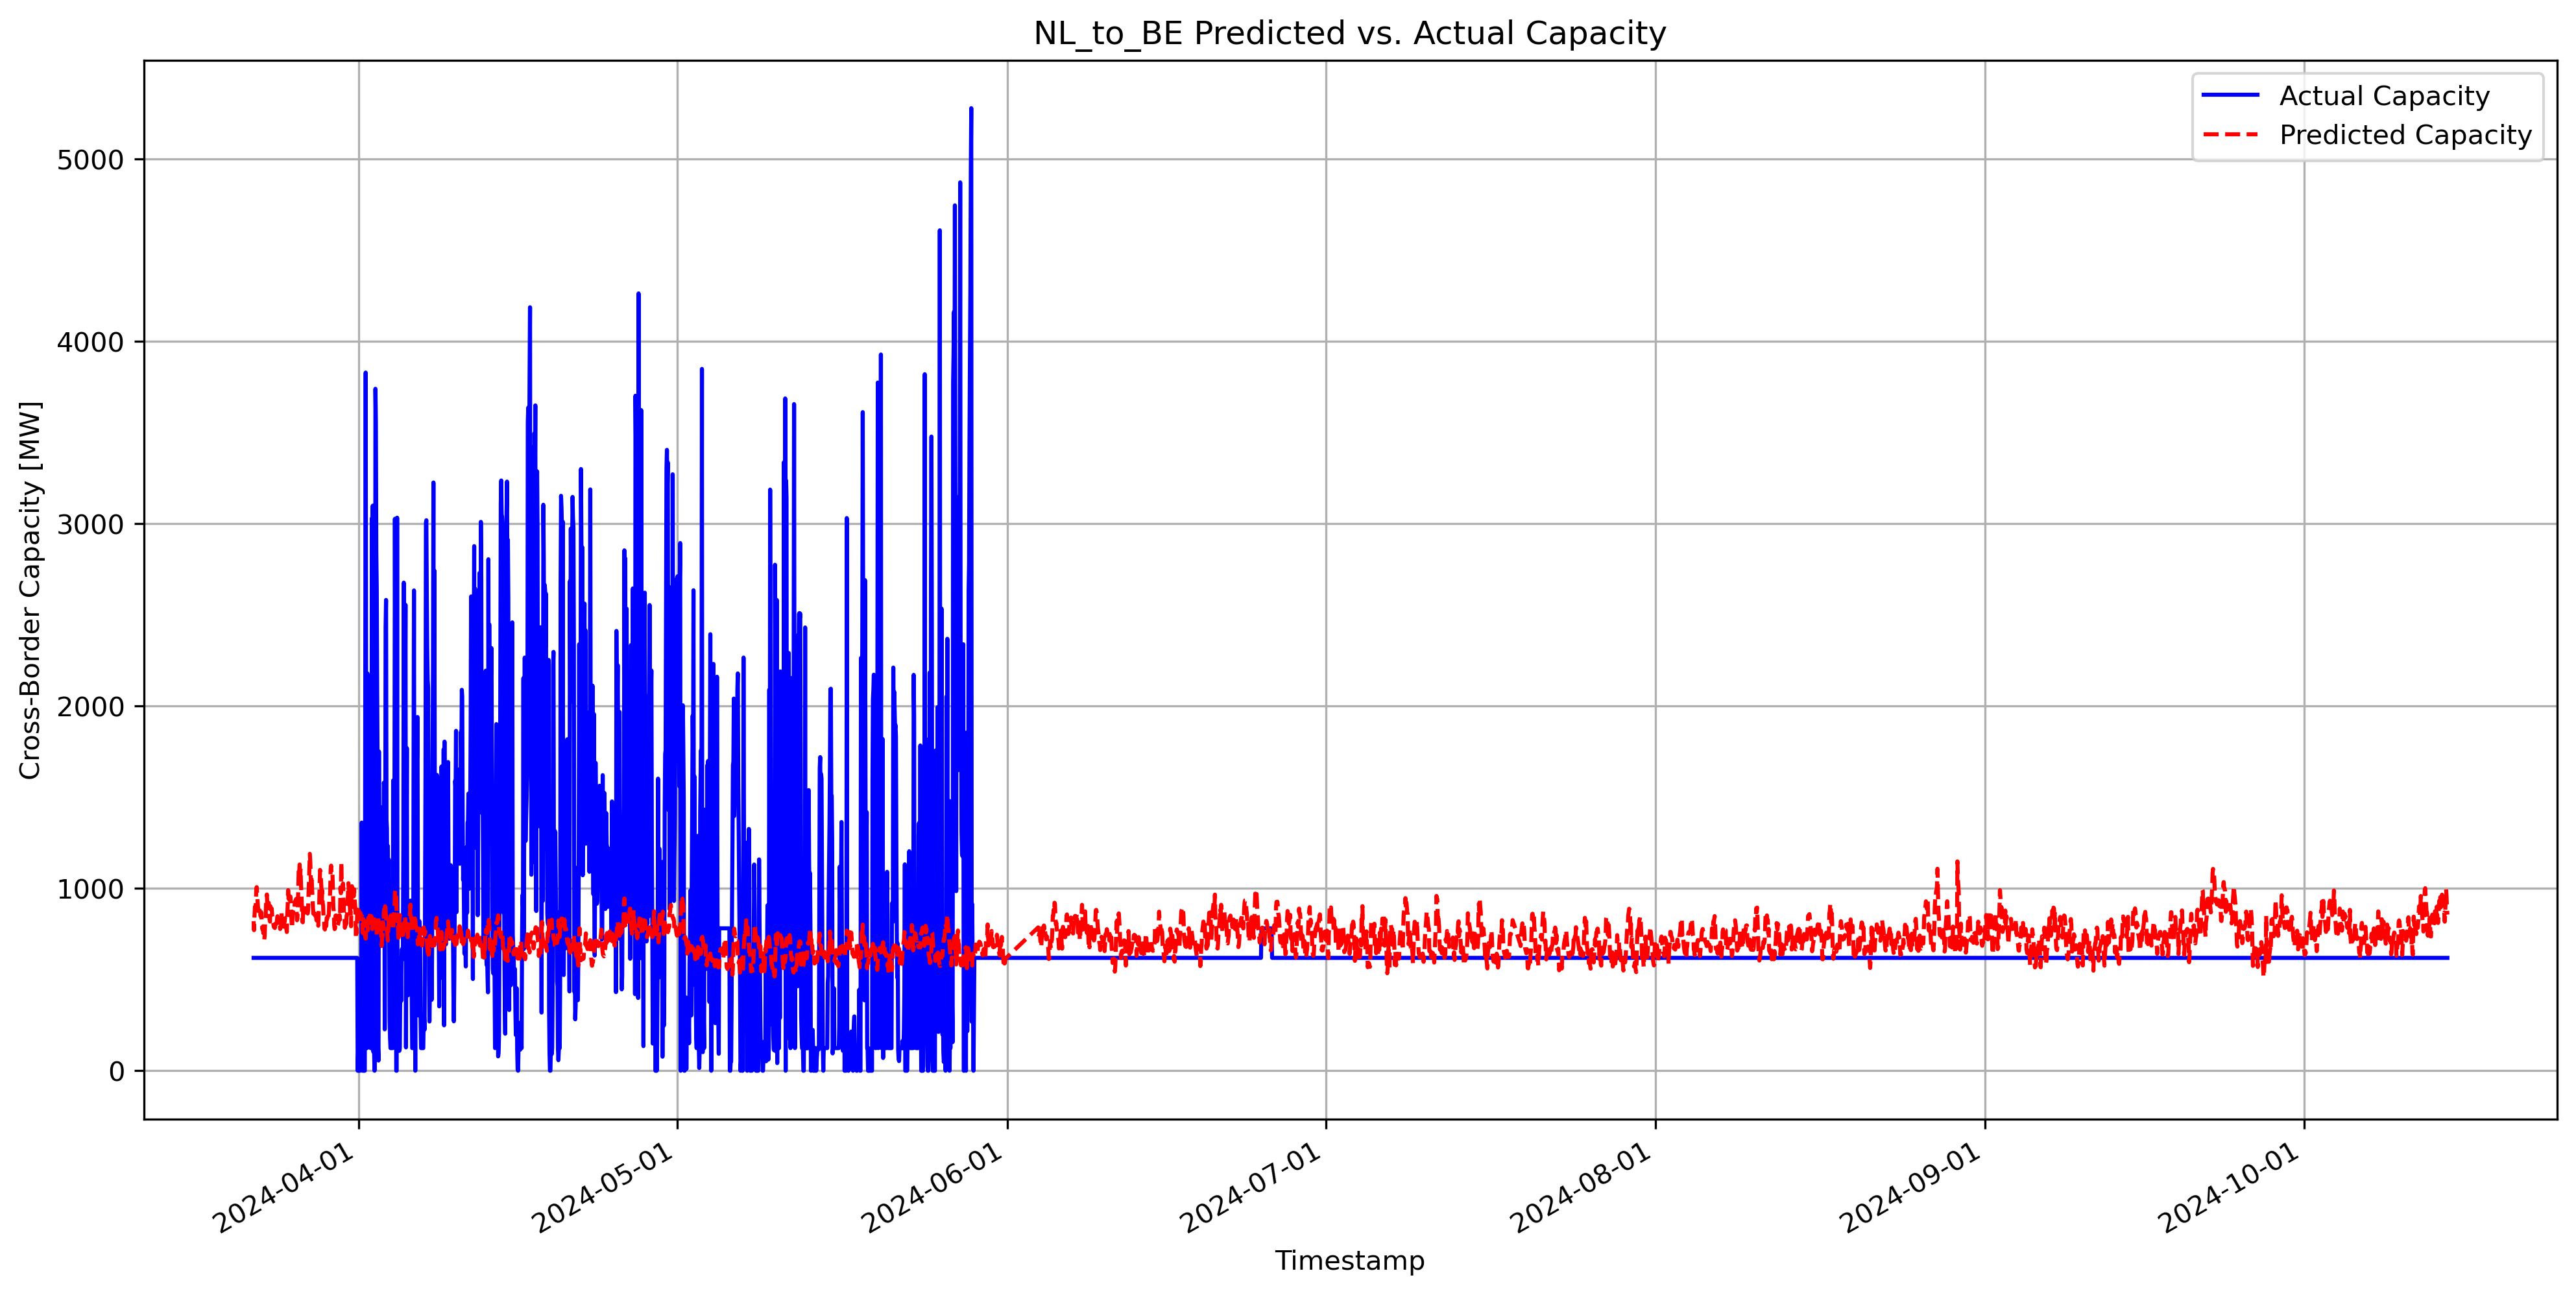 NL_to_BE Predicted vs. Actual Capacity
Actual Capacity
Predicted Capacity
Cross-Border Capacity [MW]
5000
4000
3000
2000
1000
0
2024-04-01
2024-05-01
2024-06-01
2024-07-01
2024-08-01
2024-09-01
2024-10-01
Timestamp